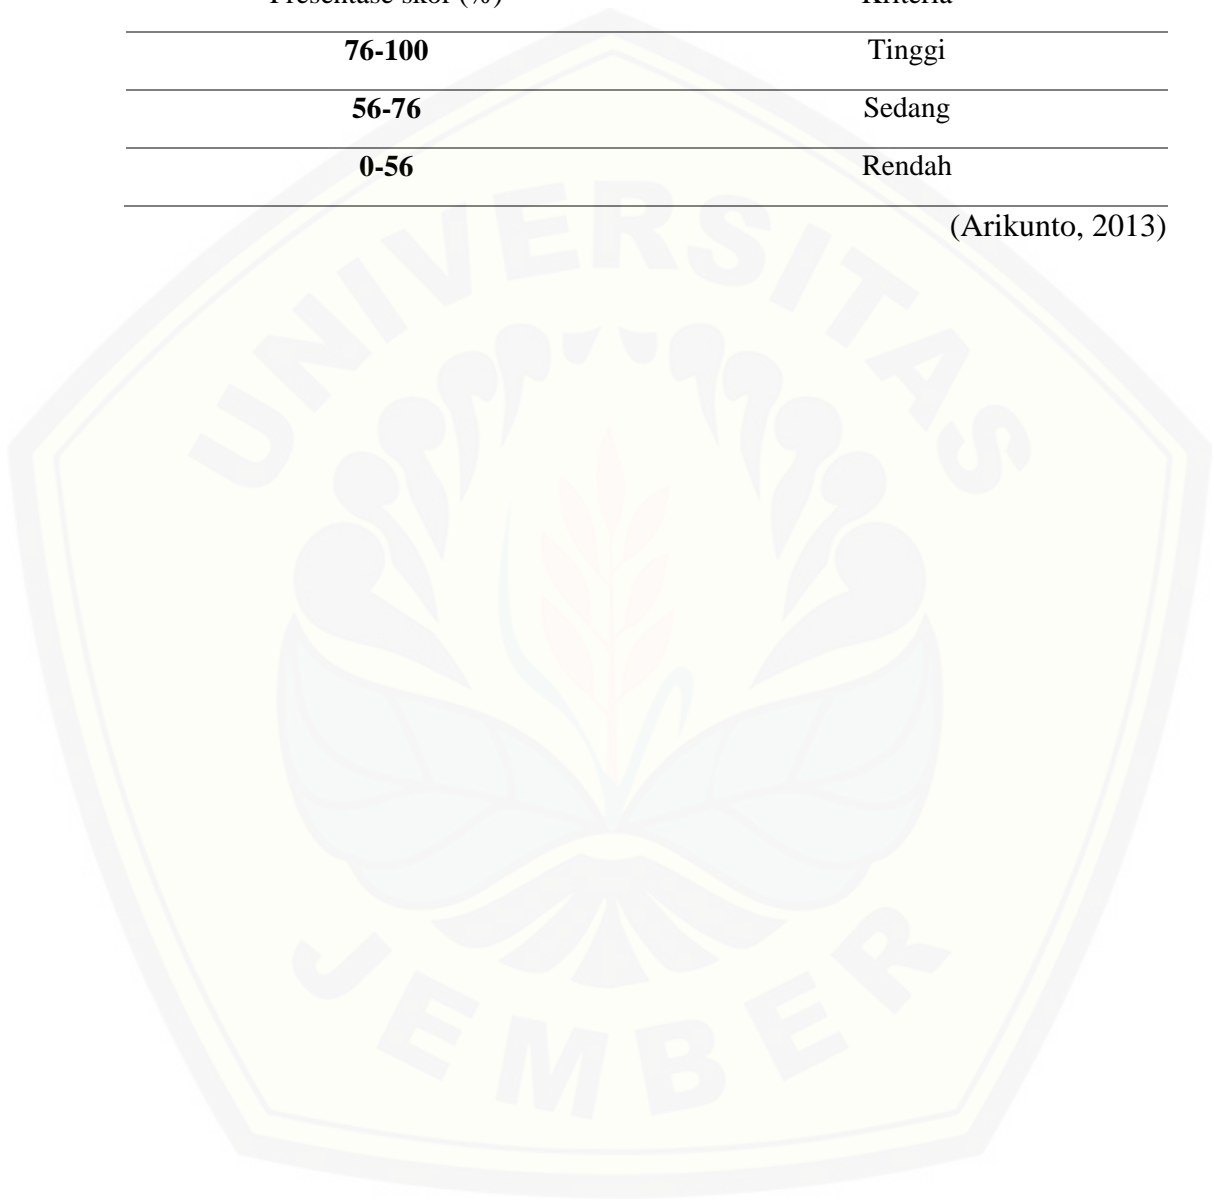 Presentase skor (%) Kriteria
76-100 Tinggi
56-76 Sedang
0-56 Rendah
(Arikunto, 2013)
UNIVERSITAS
JEMBER